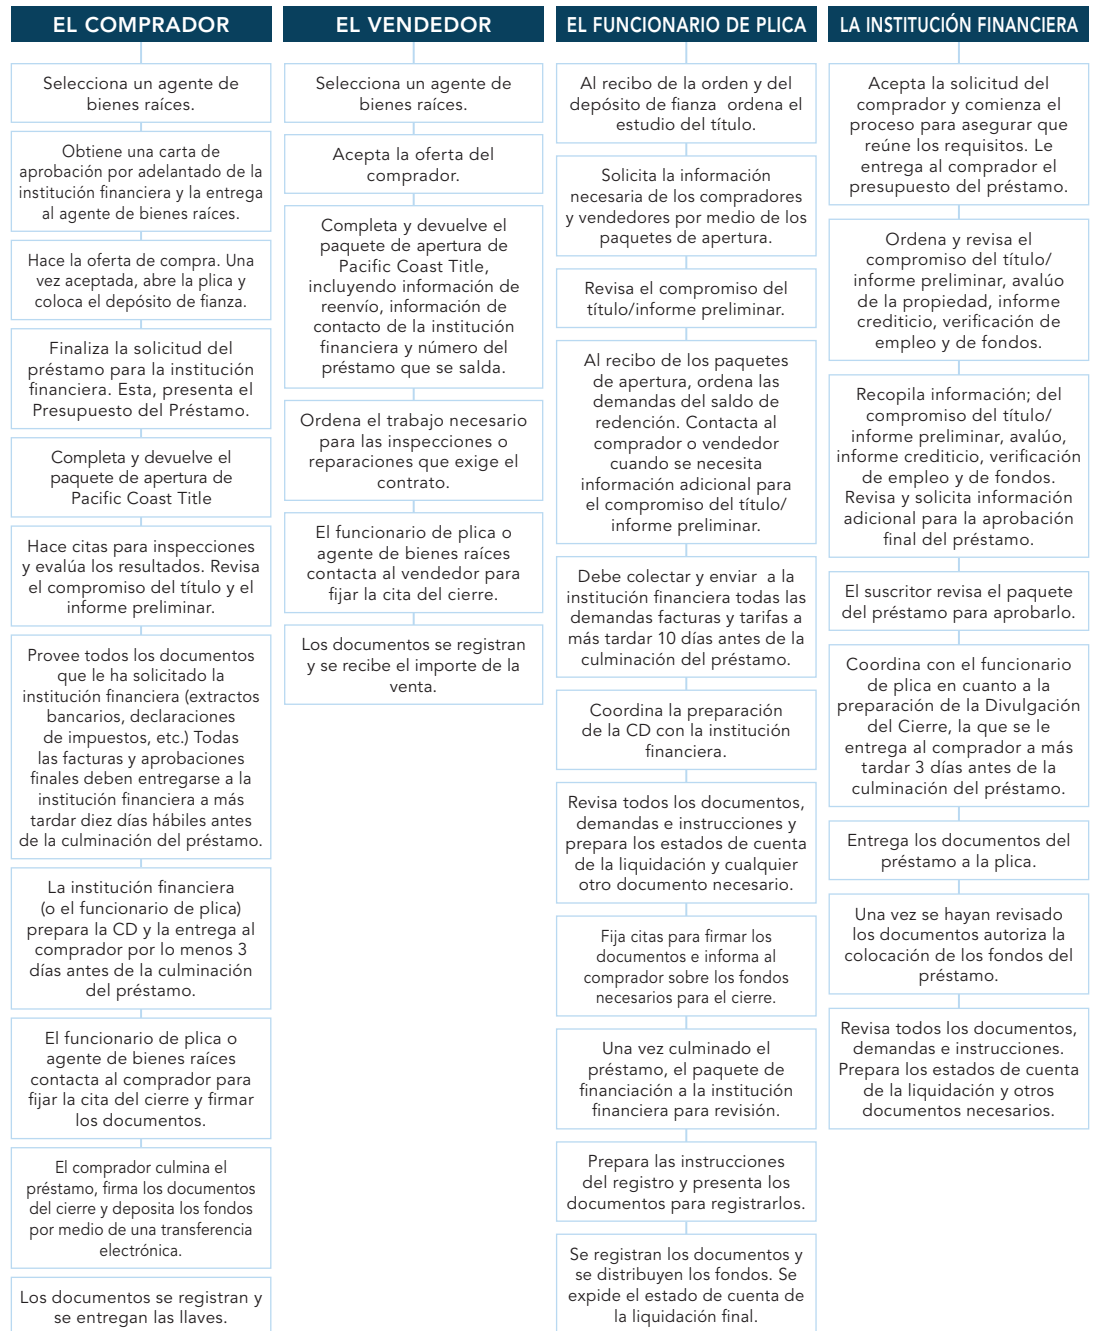 EL COMPRADOR
Selecciona un agente de
bienes raíces.
Obtiene una carta de
aprobación por adelantado de la
institución financiera y la entrega
al agente de bienes raíces.
Hace la oferta de compra. Una
vez aceptada, abre la plica y
coloca el depósito de fianza.
Finaliza la solicitud del
préstamo para la institución
financiera. Esta, presenta el
Presupuesto del Préstamo.
Completa y devuelve el
paquete de apertura de
Pacific Coast Title
Hace citas para inspecciones
y evalúa los resultados. Revisa
el compromiso del título y el
informe preliminar.
Provee todos los documentos
que le ha solicitado la
institución financiera (extractos
bancarios, declaraciones
de impuestos, etc.) Todas
las facturas y aprobaciones
finales deben entregarse a la
institución financiera a más
tardar diez días hábiles antes
de la culminación del préstamo.
La institución financiera
(o el funcionario de plica)
prepara la CD y la entrega al
comprador por lo menos 3
días antes de la culminación
del préstamo.
El funcionario de plica o
agente de bienes raíces
contacta al comprador para
fijar la cita del cierre y firmar
los documentos.
El comprador culmina el
préstamo, firma los documentos
del cierre y deposita los fondos
por medio de una transferencia
electrónica.
Los documentos se registran y
se entregan las llaves.
EL VENDEDOR
Selecciona un agente de
bienes raíces.
Acepta la oferta del
comprador.
Completa y devuelve el
paquete de apertura de
Pacific Coast Title,
incluyendo información de
reenvío, información de
contacto de la institución
financiera y número del
préstamo que se salda.
Ordena el trabajo necesario
para las inspecciones o
reparaciones que exige el
contrato.
El funcionario de plica o
agente de bienes raíces
contacta al vendedor para
fijar la cita del cierre.
Los documentos se registran
y se recibe el importe de la
venta.
EL FUNCIONARIO DE PLICA
Al recibo de la orden y del
depósito de fianza ordena el
estudio del título.
Solicita la información
necesaria de los compradores
y vendedores por medio de los
paquetes de apertura.
Revisa el compromiso del
título/informe preliminar.
Al recibo de los paquetes
de apertura, ordena las
demandas del saldo de
redención. Contacta al
comprador o vendedor
cuando se necesita
información adicional para
el compromiso del título/
informe preliminar.
Debe colectar y enviar a la
institución financiera todas las
demandas facturas y tarifas a
más tardar 10 días antes de la
culminación del préstamo.
Coordina la preparación
de la CD con la institución
financiera.
Revisa todos los documentos,
demandas e instrucciones y
prepara los estados de cuenta
de la liquidación y cualquier
otro documento necesario.
Fija citas para firmar los
documentos e informa al
comprador sobre los fondos
necesarios para el cierre.
Una vez culminado el
préstamo, el paquete de
financiación a la institución
financiera para revisión.
Prepara las instrucciones
del registro y presenta los
documentos para registrarlos.
Se registran los documentos y
se distribuyen los fondos. Se
expide el estado de cuenta de
la liquidación final.
LA INSTITUCIÓN FINANCIERA
Acepta la solicitud del
comprador y comienza el
proceso para asegurar que
reúne los requisitos. Le
entrega al comprador el
presupuesto del préstamo.
Ordena y revisa el
compromiso del título/
informe preliminar, avalúo
de la propiedad, informe
crediticio, verificación de
empleo y de fondos.
Recopila información; del
compromiso del título/
informe preliminar, avalúo,
informe crediticio, verificación
de empleo y de fondos.
Revisa y solicita información
adicional para la aprobación
final del préstamo.
El suscritor revisa el paquete
del préstamo para aprobarlo.
Coordina con el funcionario
de plica en cuanto a la
preparación de la Divulgación
del Cierre, la que se le
entrega al comprador a más
tardar 3 días antes de la
culminación del préstamo.
Entrega los documentos del
préstamo a la plica.
Una vez se hayan revisado
los documentos autoriza la
colocación de los fondos del
préstamo.
Revisa todos los documentos,
demandas e instrucciones.
Prepara los estados de cuenta
de la liquidación y otros
documentos necesarios.